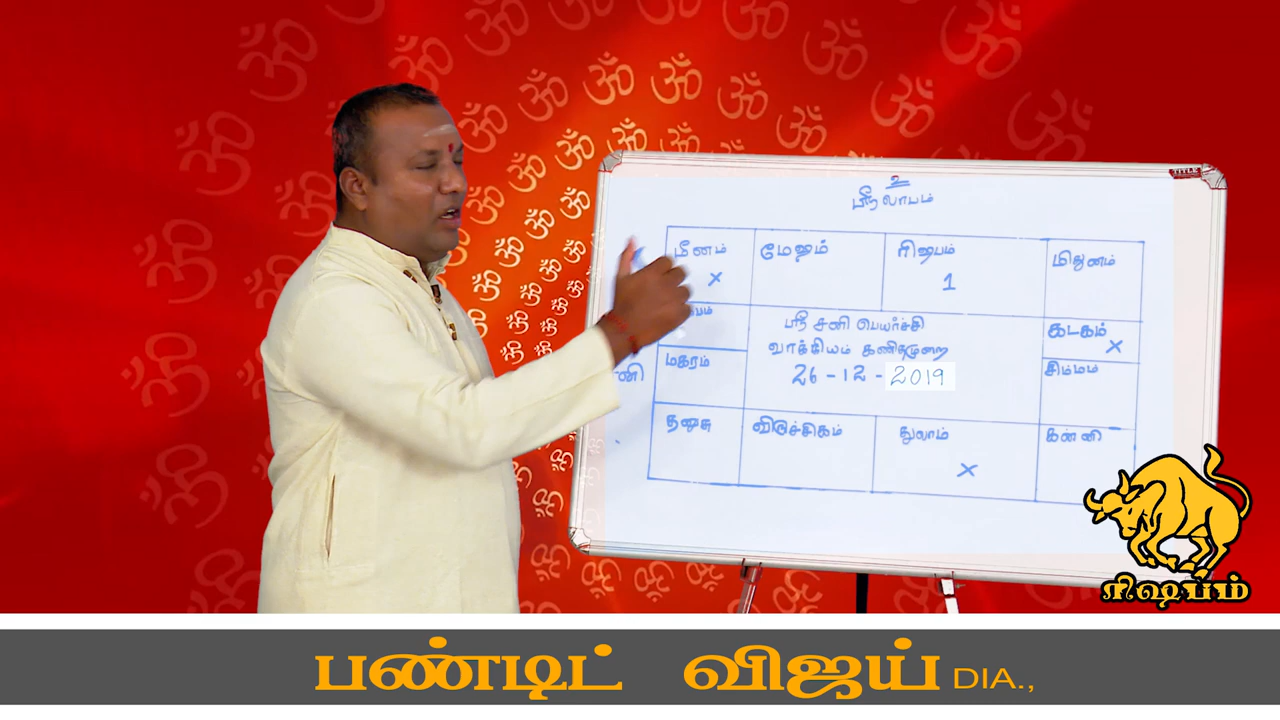 உ
ஸ்ரீ லாபம்
மீனம் மேஷம் ரிஷபம் மிதுனம்
x 1
ஸ்ரீ சனி பெயர்ச்சி
கடகம்
வாக்கியம் கணிதமுறை
x
மகரம்
சிம்மம்
26 - 12 - 2019
னி
தனுசு விருச்சிகம் துலாம் கன்னி
x
ரிஷபம்
பண்டிட் விஜய் DIA.,